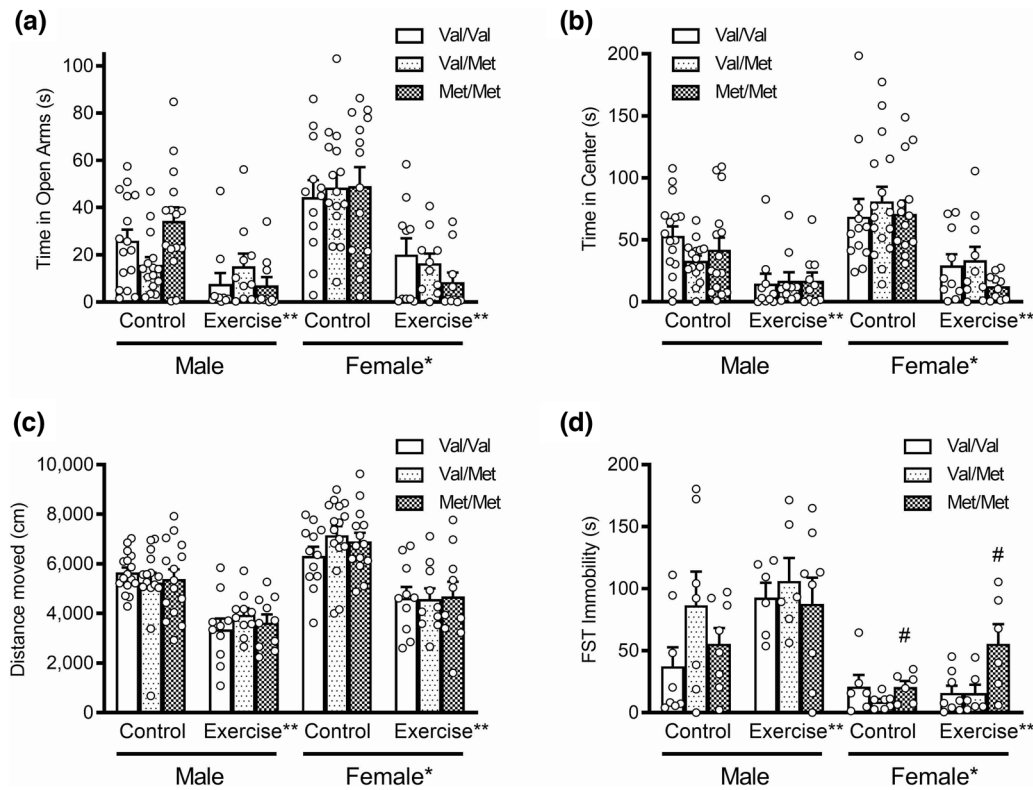 (a)
Val/Val
Val/Met
Met/Met
Time in Open Arms (s)
100
80
60
40
20
0
Control Exercise** Control Exercise**
Male Female*
(b)
Val/Val
Val/Met
Met/Met
Time in Center (s)
200
150
100
50
0
Control Exercise** Control Exercise**
Male Female*
(c)
Val/Val
Val/Met
Met/Met
Distance moved (cm)
10,000
8,000
6,000
4,000
2,000
0
Control Exercise** Control Exercise**
Male Female*
(d)
Val/Val
Val/Met
Met/Met
FST Immobility (s)
200
150
100
50
0
# #
Control Exercise** Control Exercise**
Male Female*